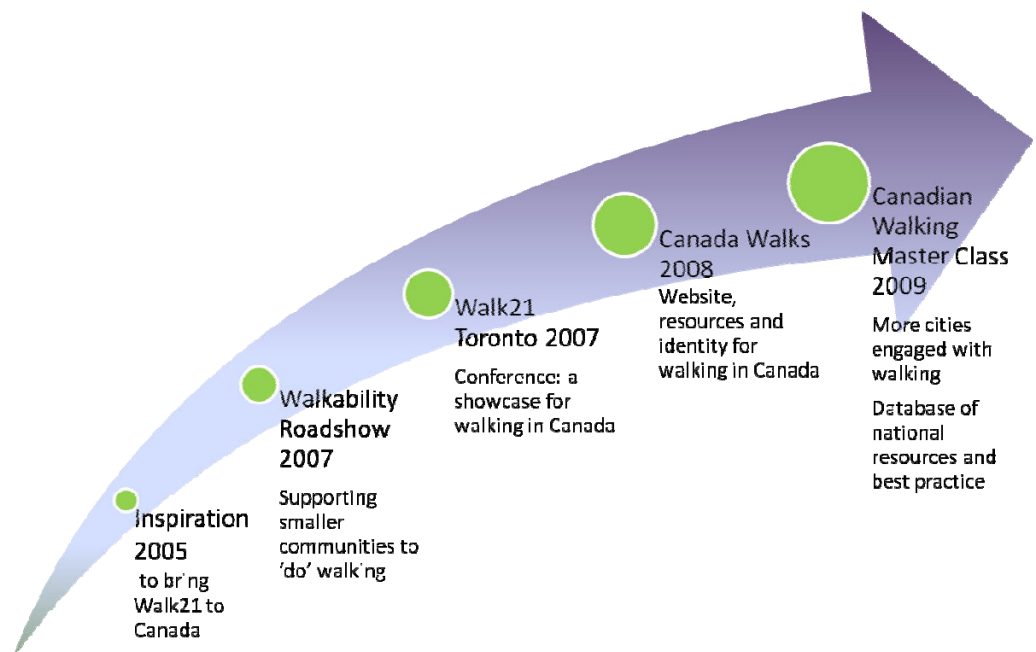 Inspiration
2005
to bring
Walk21 to
Canada
Walkability
Roadshow
2007
Supporting
smaller
communities to
'do' walking
Walk21
Toronto 2007
Conference: a
showcase for
walking in Canada
Canada Walks
2008
Website,
resources and
identity for
walking in Canada
Canadian
Walking
Master Class
2009
More cities
engaged with
walking
Database of
national
resources and
best practice